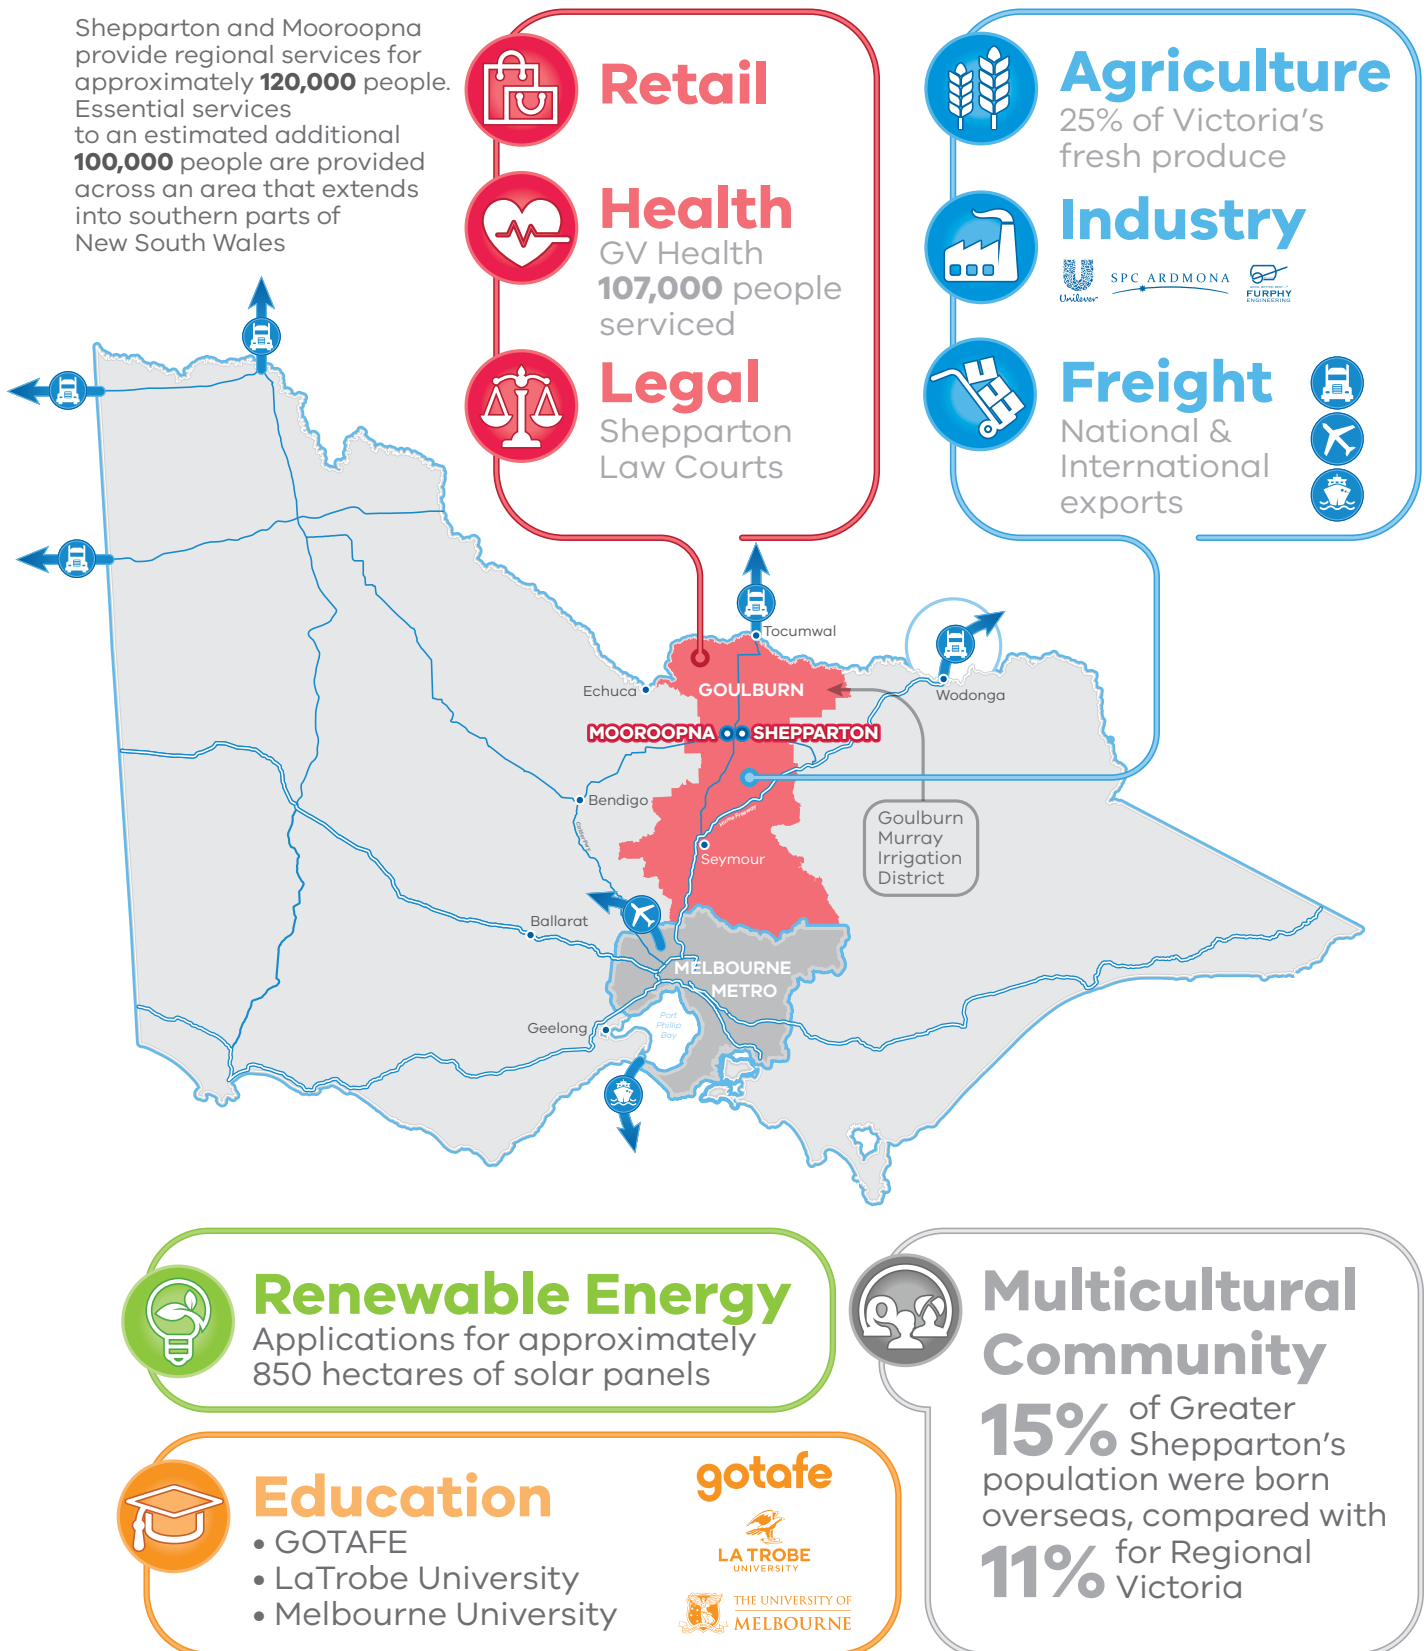 Shepparton and Mooroopna
provide regional services for
approximately 120,000 people.
Essential services
to an estimated additional
100,000 people are provided
across an area that extends
into southern parts of
New South Wales
Retail
Health
GV Health
107,000 people
serviced
Legal
Shepparton
Law Courts
Agriculture
25% of Victoria's
fresh produce
Industry
Unilever
SPC ARDMONA
FURPHY
ENGINEERING
Freight
National &
International
exports
Tocumwal
Echuca
GOULBURN
Wodonga
MOOROOPNA
SHEPPARTON
Bendigo
Hume Freeway
Goulburn
Murray
Irrigation
District
Seymour
Ballarat
MELBOURNE
METRO
Geelong
Port
Phillip
Bay
Renewable Energy
Applications for approximately
850 hectares of solar panels
Education
• GOTAFE
• LaTrobe University
• Melbourne University
gotafe
LA TROBE
UNIVERSITY
THE UNIVERSITY OF
MELBOURNE
Multicultural
Community
15% of Greater
Shepparton's
population were born
overseas, compared with
11% for Regional
Victoria